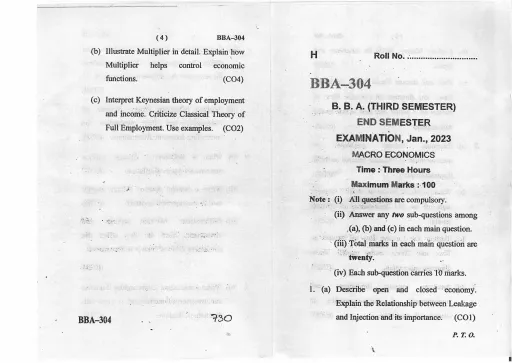 ( 4 ) BBA–304
(b) Illustrate Multiplier in detail. Explain how
Multiplier helps control economic
functions. (CO4)
(c) Interpret Keynesian theory of employment
and income. Criticize Classical Theory of
Full Employment. Use examples. (CO2)
BBA–304 730
H Roll No. ..............................
BBA–304
B. B. A. (THIRD SEMESTER)
END SEMESTER
EXAMINATION, Jan., 2023
MACRO ECONOMICS
Time : Three Hours
Maximum Marks : 100
Note : (i) All questions are compulsory.
(ii) Answer any two sub-questions among
(a), (b) and (c) in each main question.
(iii) Total marks in each main question are
twenty.
(iv) Each sub-question carries 10 marks.
1. (a) Describe open and closed economy.
Explain the Relationship between Leakage
and Injection and its importance. (CO1)
P. T. O.